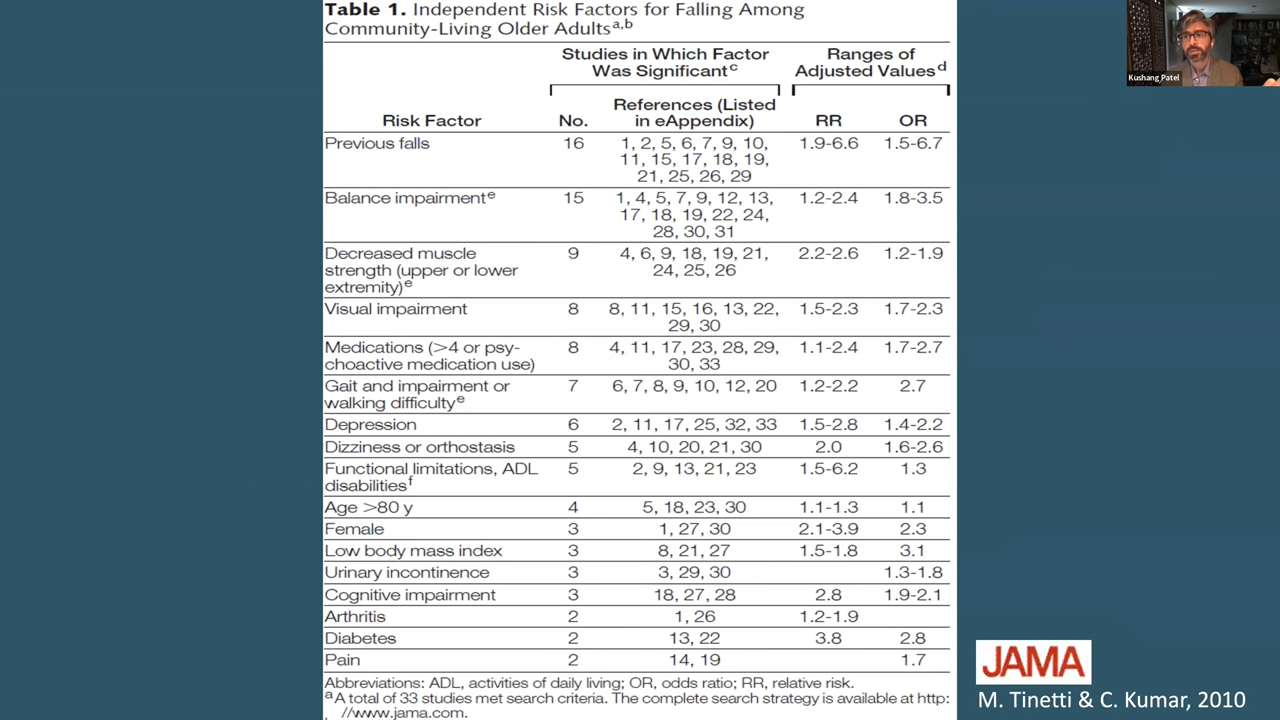 Table 1. Independent Risk Factors for Falling Among
Community-Living Older Adultsa,b
Studies in Which Factor
Was Significantc
Ranges of
Adjusted Valuesd
Risk Factor
No.
References (Listed
in eAppendix)
RR
OR
Previous falls 16 1, 2, 5, 6, 7, 9, 10, 1.9-6.6 1.5-6.7
11, 15, 17, 18, 19,
21, 25, 26, 29
Balance impairmente 15 1, 4, 5, 7, 9, 12, 13, 1.2-2.4 1.8-3.5
17, 18, 19, 22, 24,
28, 30, 31
Decreased muscle 9 4, 6, 9, 18, 19, 21, 2.2-2.6 1.2-1.9
strength (upper or lower 24, 25, 26
extremity)e
Visual impairment 8 8, 11, 15, 16, 13, 22, 1.5-2.3 1.7-2.3
29, 30
Medications (>4 or psy- 8 4, 11, 17, 23, 28, 29, 1.1-2.4 1.7-2.7
choactive medication use) 30, 33
Gait and impairment or 7 6, 7, 8, 9, 10, 12, 20 1.2-2.2 2.7
walking difficultye
Depression 6 2, 11, 17, 25, 32, 33 1.5-2.8 1.4-2.2
Dizziness or orthostasis 5 4, 10, 20, 21, 30 2.0 1.6-2.6
Functional limitations, ADL 5 2, 9, 13, 21, 23 1.5-6.2 1.3
disabilitiesf
Age >80 y 4 5, 18, 23, 30 1.1-1.3 1.1
Female 3 1, 27, 30 2.1-3.9 2.3
Low body mass index 3 8, 21, 27 1.5-1.8 3.1
Urinary incontinence 3 3, 29, 30 1.3-1.8
Cognitive impairment 3 18, 27, 28 2.8 1.9-2.1
Arthritis 2 1, 26 1.2-1.9
Diabetes 2 13, 22 3.8 2.8
Pain 2 14, 19 1.7
Abbreviations: ADL, activities of daily living; OR, odds ratio; RR, relative risk.
a A total of 33 studies met search criteria. The complete search strategy is available at http:
//www.jama.com.
Kushang Patel
JAMA
M. Tinetti & C. Kumar, 2010